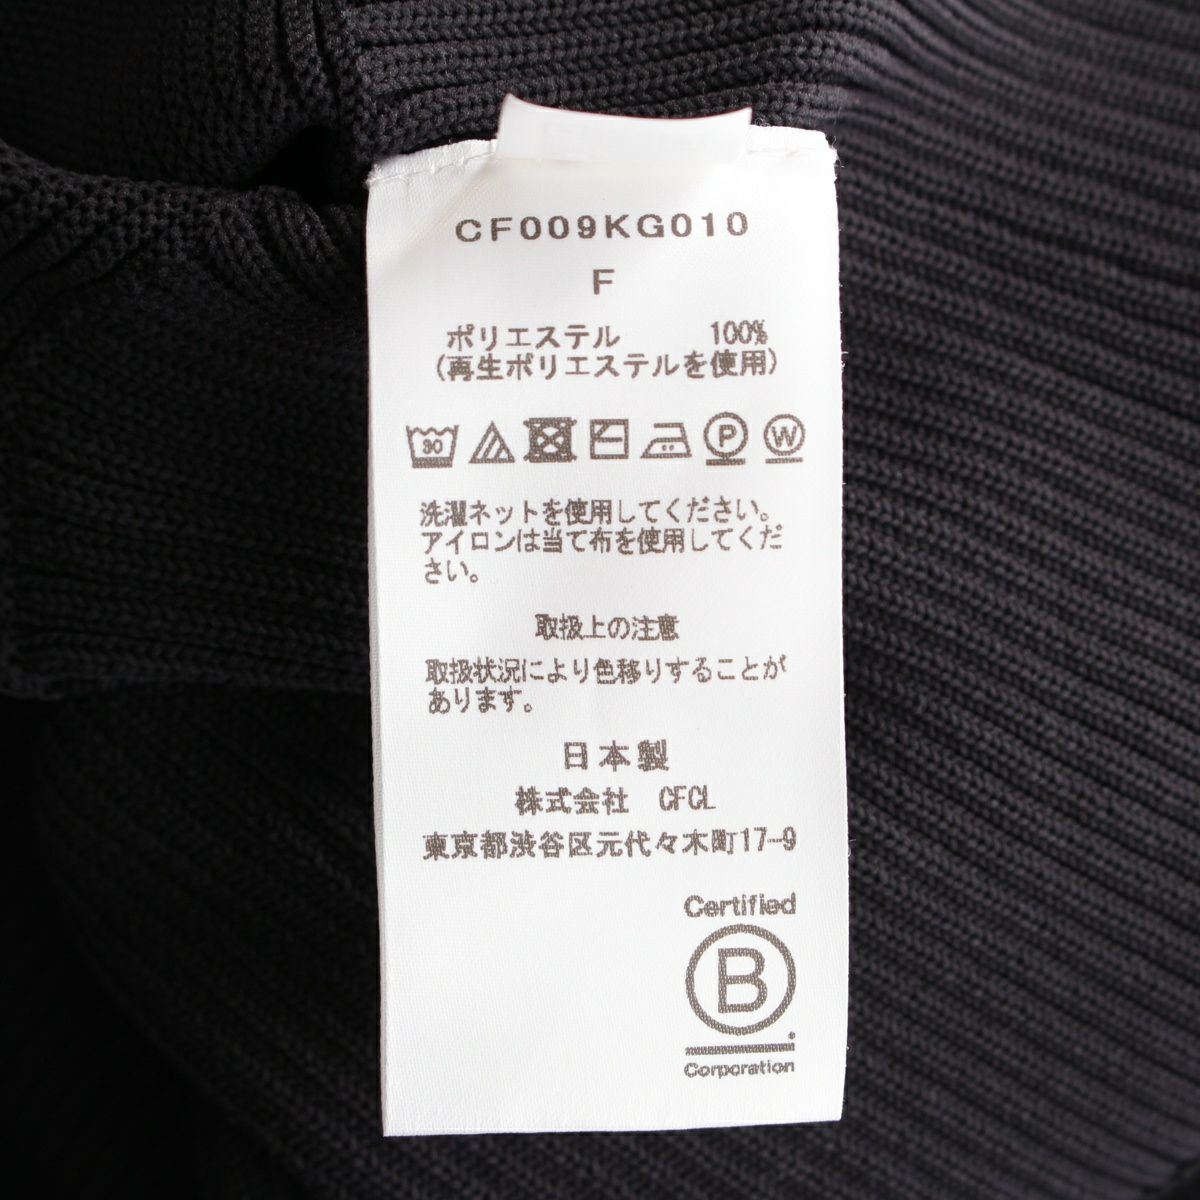 CF009KG010
F
ポリエステル 100%
(再生ポリエステルを使用)
30 P W
洗濯ネットを使用してください。
アイロンは当て布を使用してくだ
さい。
取扱上の注意
取扱状況により色移りすることが
あります。
日本製
株式会社 CFCL
東京都渋谷区元代々木町17-9
Certified
B
Corporation